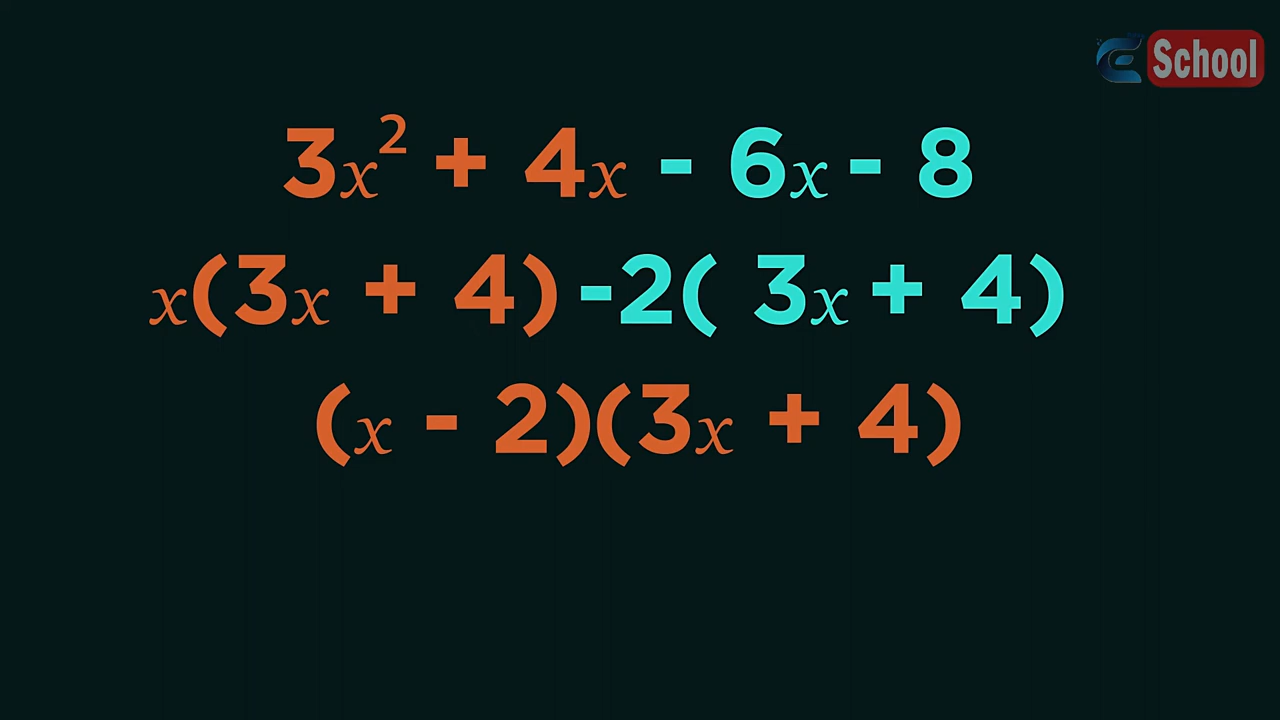 School
3x² + 4x - 6x - 8
x(3x + 4) -2( 3x + 4)
(x - 2)(3x + 4)